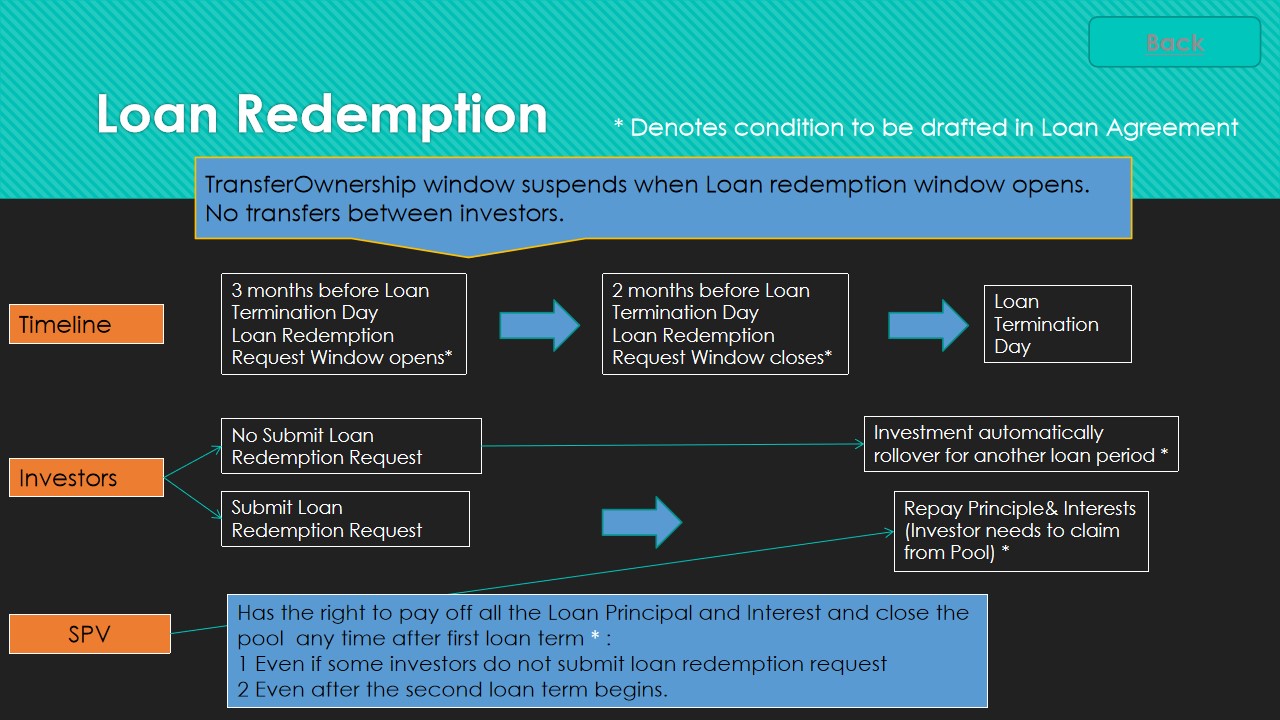 Back
Loan Redemption
* Denotes condition to be drafted in Loan Agreement
TransferOwnership window suspends when Loan redemption window opens.
No transfers between investors.
Timeline
3 months before Loan
Termination Day
Loan Redemption
Request Window opens*
2 months before Loan
Termination Day
Loan Redemption
Request Window closes*
Loan
Termination
Day
Investors
No Submit Loan
Redemption Request
Investment automatically
rollover for another loan period *
Submit Loan
Redemption Request
Repay Principle& Interests
(Investor needs to claim
from Pool) *
SPV
Has the right to pay off all the Loan Principal and Interest and close the
pool any time after first loan term * :
1 Even if some investors do not submit loan redemption request
2 Even after the second loan term begins.